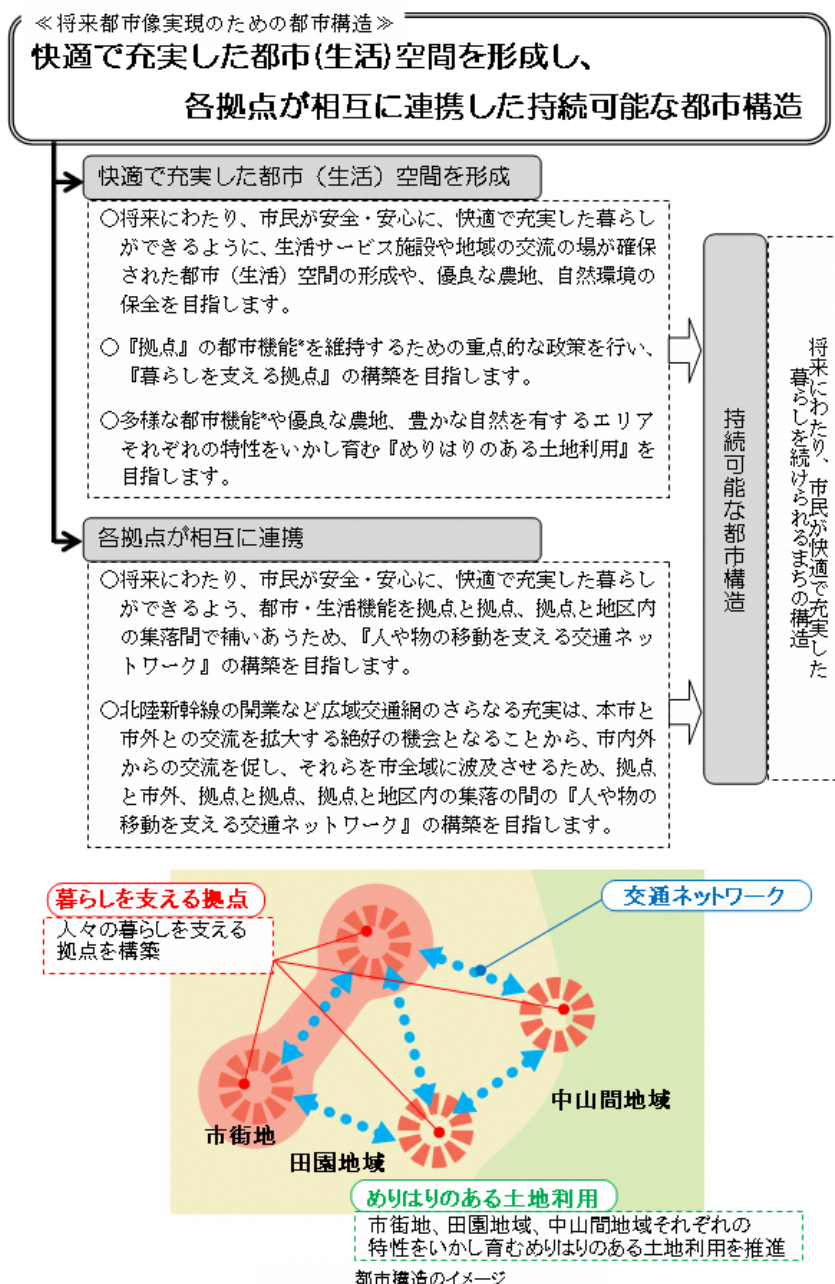 ≪将来都市像実現のための都市構造≫
快適で充実した都市(生活)空間を形成し、
各拠点が相互に連携した持続可能な都市構造
快適で充実した都市（生活）空間を形成
○将来にわたり、市民が安全・安心に、快適で充実した暮らし
ができるように、生活サービス施設や地域の交流の場が確保
された都市（生活）空間の形成や、優良な農地、自然環境の
保全を目指します。
○『拠点』の都市機能*を維持するための重点的な政策を行い、
『暮らしを支える拠点』の構築を目指します。
○多様な都市機能*や優良な農地、豊かな自然を有するエリア
それぞれの特性をいかし育む『めりはりのある土地利用』を
目指します。
各拠点が相互に連携
○将来にわたり、市民が安全・安心に、快適で充実した暮らし
ができるよう、都市・生活機能を拠点と拠点、拠点と地区内
の集落間で補いあうため、『人や物の移動を支える交通ネッ
トワーク』の構築を目指します。
○北陸新幹線の開業など広域交通網のさらなる充実は、本市と
市外との交流を拡大する絶好の機会となることから、市内外
からの交流を促し、それらを市全域に波及させるため、拠点
と市外、拠点と拠点、拠点と地区内の集落の間の『人や物の
移動を支える交通ネットワーク』の構築を目指します。
持続可能な都市構造
将来にわたり、市民が快適で充実した
暮らしを続けられるまちの構造
暮らしを支える拠点
人々の暮らしを支える
拠点を構築
交通ネットワーク
中山間地域
市街地
田園地域
めりはりのある土地利用
市街地、田園地域、中山間地域それぞれの
特性をいかし育むめりはりのある土地利用を推進
都市構造のイメージ